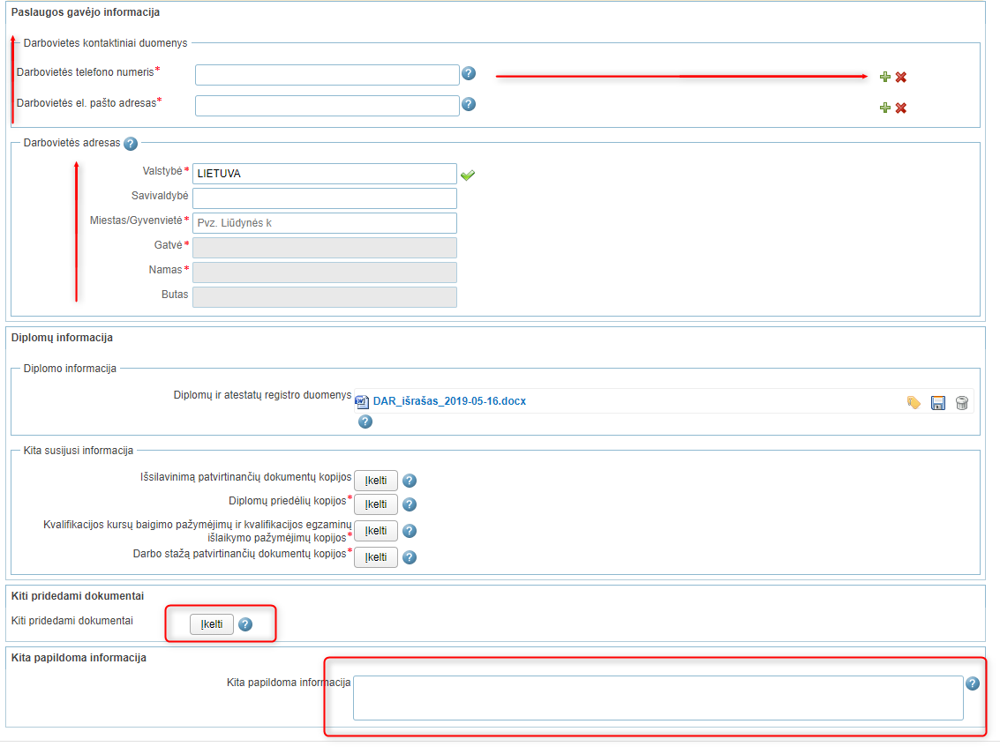 Paslaugos gavėjo informacija
Darbovietes kontaktiniai duomenys
Darbovietės telefono numeris*
Darbovietės el. pašto adresas*
Darbovietės adresas
Valstybė* LIETUVA
Savivaldybė
Miestas/Gyvenvietė* Pvz. Liūdynės k
Gatvė*
Namas*
Butas
Diplomų informacija
Diplomo informacija
Diplomų ir atestatų registro duomenys DAR_išrašas_2019-05-16.docx
Kita susijusi informacija
Išsilavinimą patvirtinančių dokumentų kopijos Įkelti
Diplomų priedėlių kopijos* Įkelti
Kvalifikacijos kursų baigimo pažymėjimų ir kvalifikacijos egzaminų
išlaikymo pažymėjimų kopijos* Įkelti
Darbo stažą patvirtinančių dokumentų kopijos* Įkelti
Kiti pridedami dokumentai
Kiti pridedami dokumentai Įkelti
Kita papildoma informacija
Kita papildoma informacija